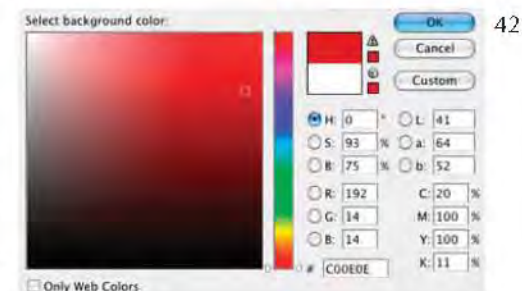 Select background color:
OK
42
Cancel
Custom
H: 0 °
L: 41
S: 93 %
a: 64
B: 75 %
b: 52
R: 192
C: 20 %
G: 14
M: 100 %
B: 14
Y: 100 %
# C00E0E
K: 11 %
Only Web Colors